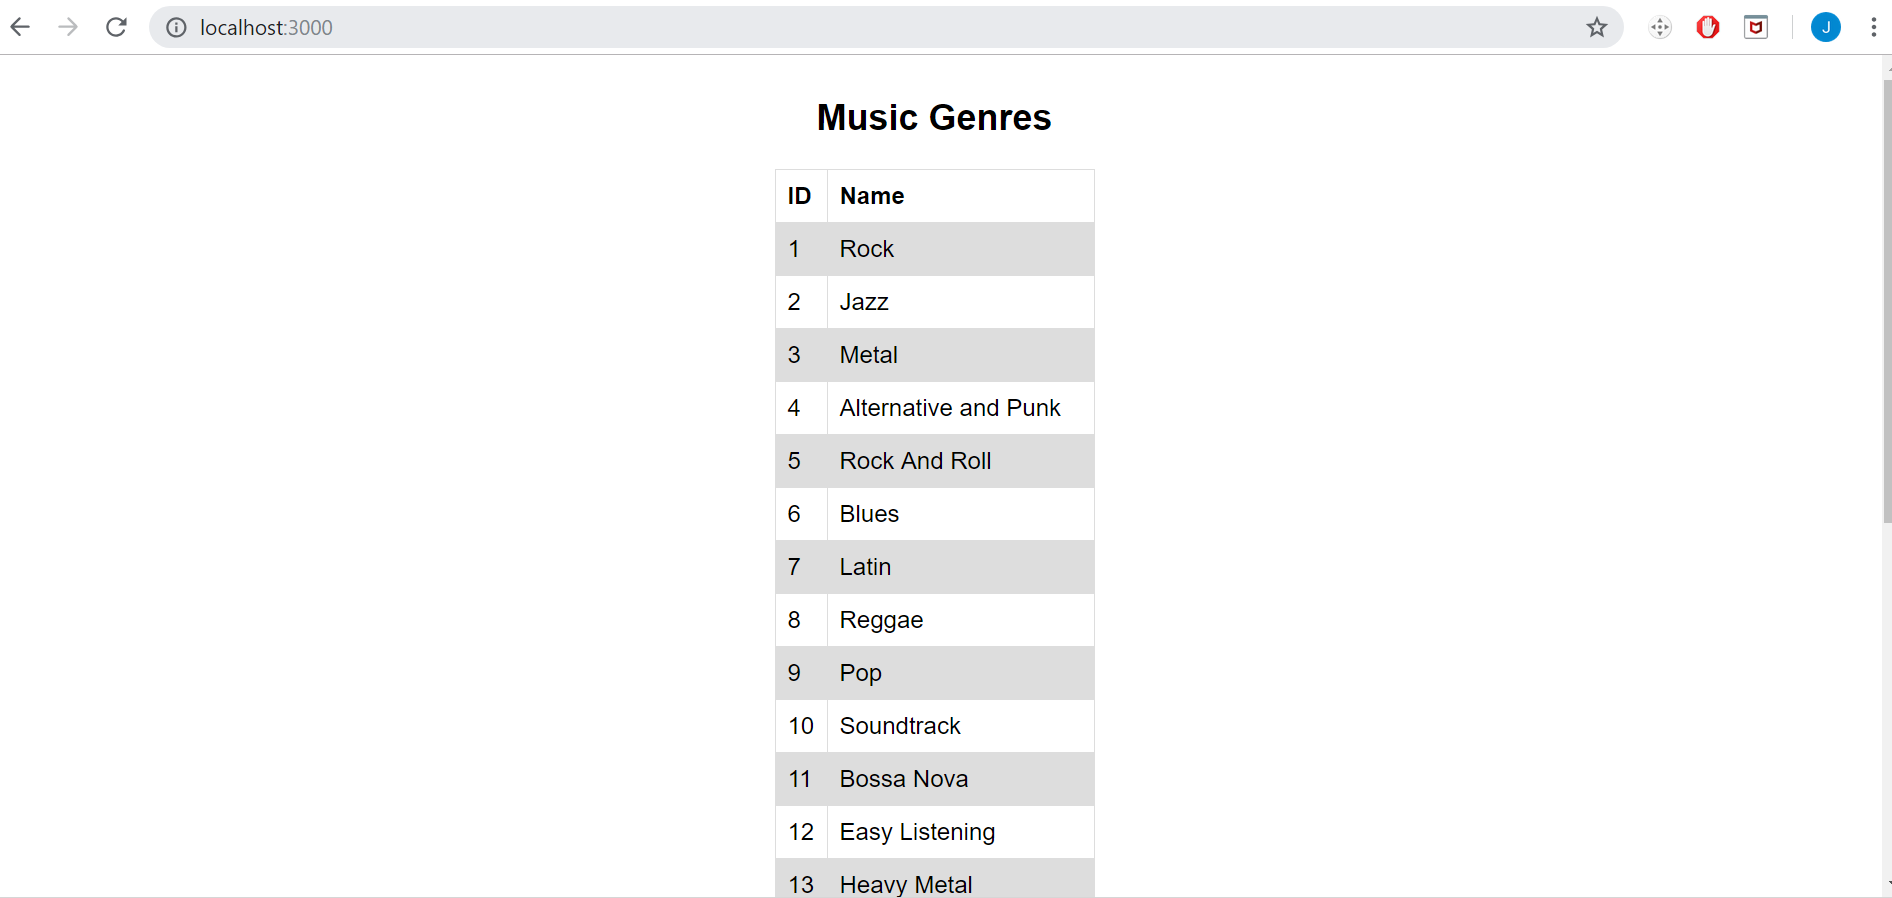 localhost:3000
J
Music Genres
ID Name
1 Rock
2 Jazz
3 Metal
4 Alternative and Punk
5 Rock And Roll
6 Blues
7 Latin
8 Reggae
9 Pop
10 Soundtrack
11 Bossa Nova
12 Easy Listening
13 Heavy Metal